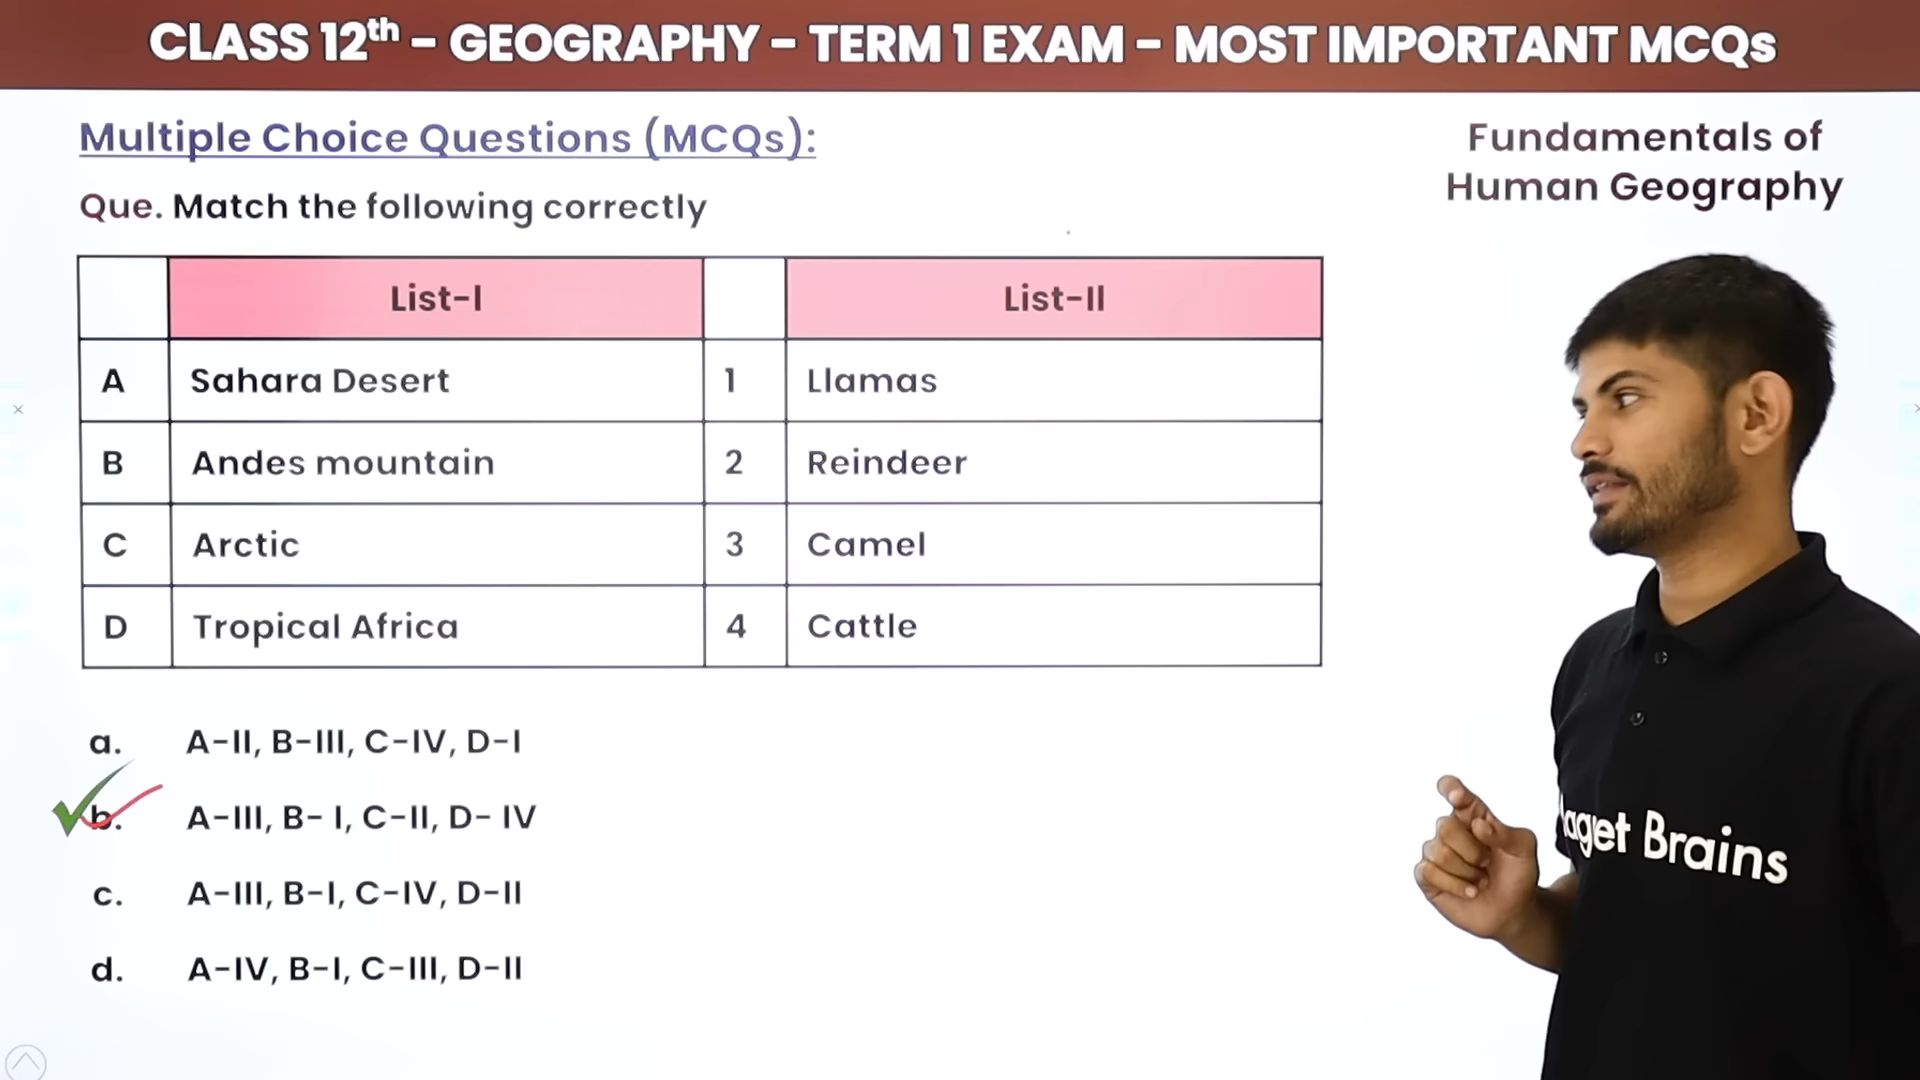 CLASS 12th - GEOGRAPHY - TERM 1 EXAM - MOST IMPORTANT MCQs
Multiple Choice Questions (MCQs):
Fundamentals of
Human Geography
Que. Match the following correctly
List-I List-II
A Sahara Desert 1 Llamas
B Andes mountain 2 Reindeer
C Arctic 3 Camel
D Tropical Africa 4 Cattle
a. A-II, B-III, C-IV, D-I
b. A-III, B- I, C-II, D- IV
c. A-III, B-I, C-IV, D-II
d. A-IV, B-I, C-III, D-II
aget Brains